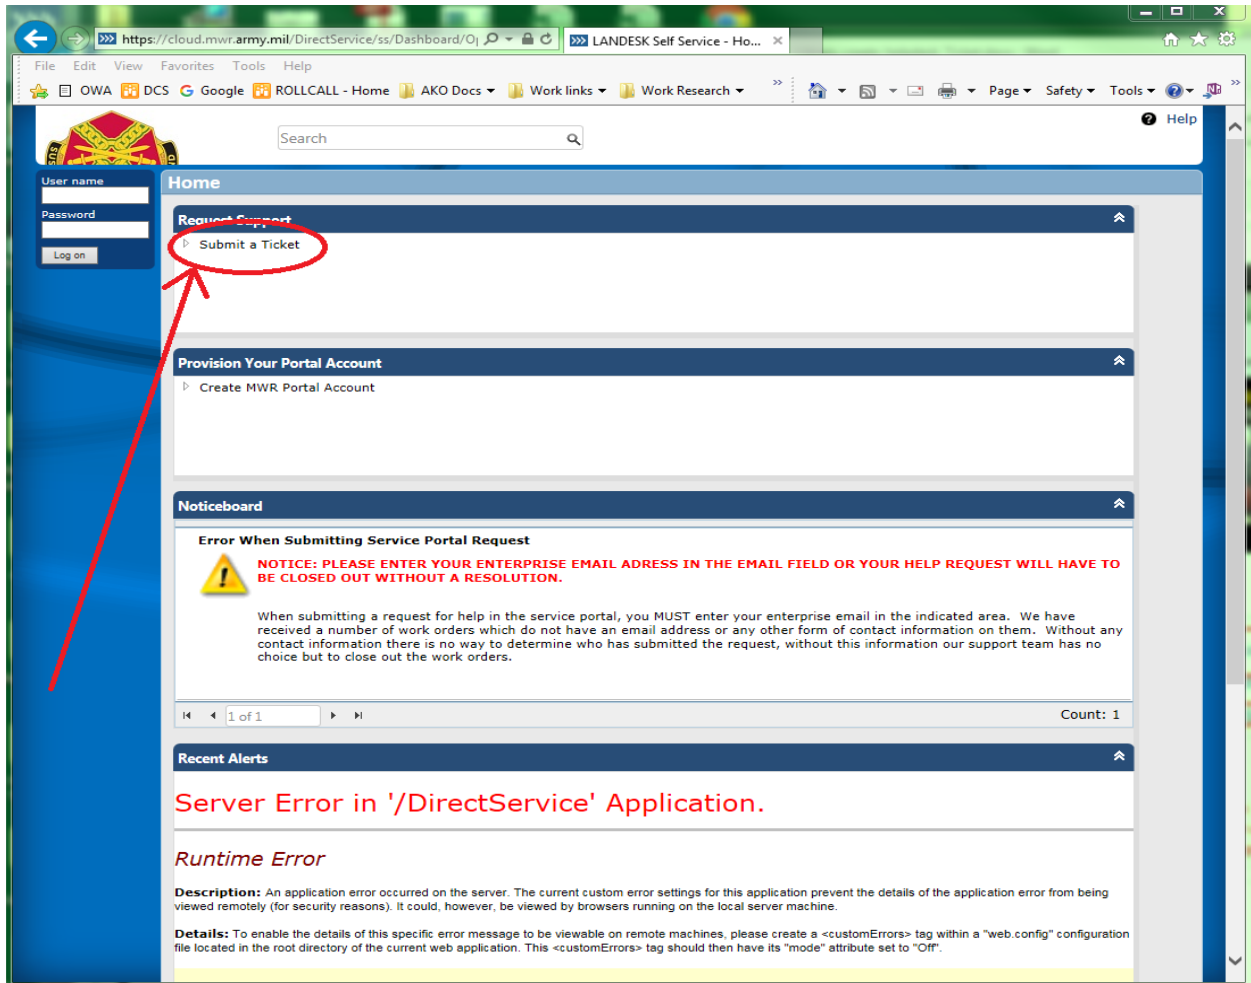 https://cloud.mwr.army.mil/DirectService/ss/Dashboard/O
LANDESK Self Service - Ho...
File Edit View Favorites Tools Help
OWA DCS Google ROLLCALL - Home AKO Docs Work links Work Research Page Safety Tools
Search
Help
User name
Password
Log on
Home
Request Support
Submit a Ticket
Provision Your Portal Account
Create MWR Portal Account
Noticeboard
Error When Submitting Service Portal Request
NOTICE: PLEASE ENTER YOUR ENTERPRISE EMAIL ADRESS IN THE EMAIL FIELD OR YOUR HELP REQUEST WILL HAVE TO
BE CLOSED OUT WITHOUT A RESOLUTION.
When submitting a request for help in the service portal, you MUST enter your enterprise email in the indicated area. We have
received a number of work orders which do not have an email address or any other form of contact information on them. Without any
contact information there is no way to determine who has submitted the request, without this information our support team has no
choice but to close out the work orders.
1 of 1
Count: 1
Recent Alerts
Server Error in '/DirectService' Application.
Runtime Error
Description: An application error occurred on the server. The current custom error settings for this application prevent the details of the application error from being
viewed remotely (for security reasons). It could, however, be viewed by browsers running on the local server machine.
Details: To enable the details of this specific error message to be viewable on remote machines, please create a <customErrors> tag within a "web.config" configuration
file located in the root directory of the current web application. This <customErrors> tag should then have its "mode" attribute set to "Off".